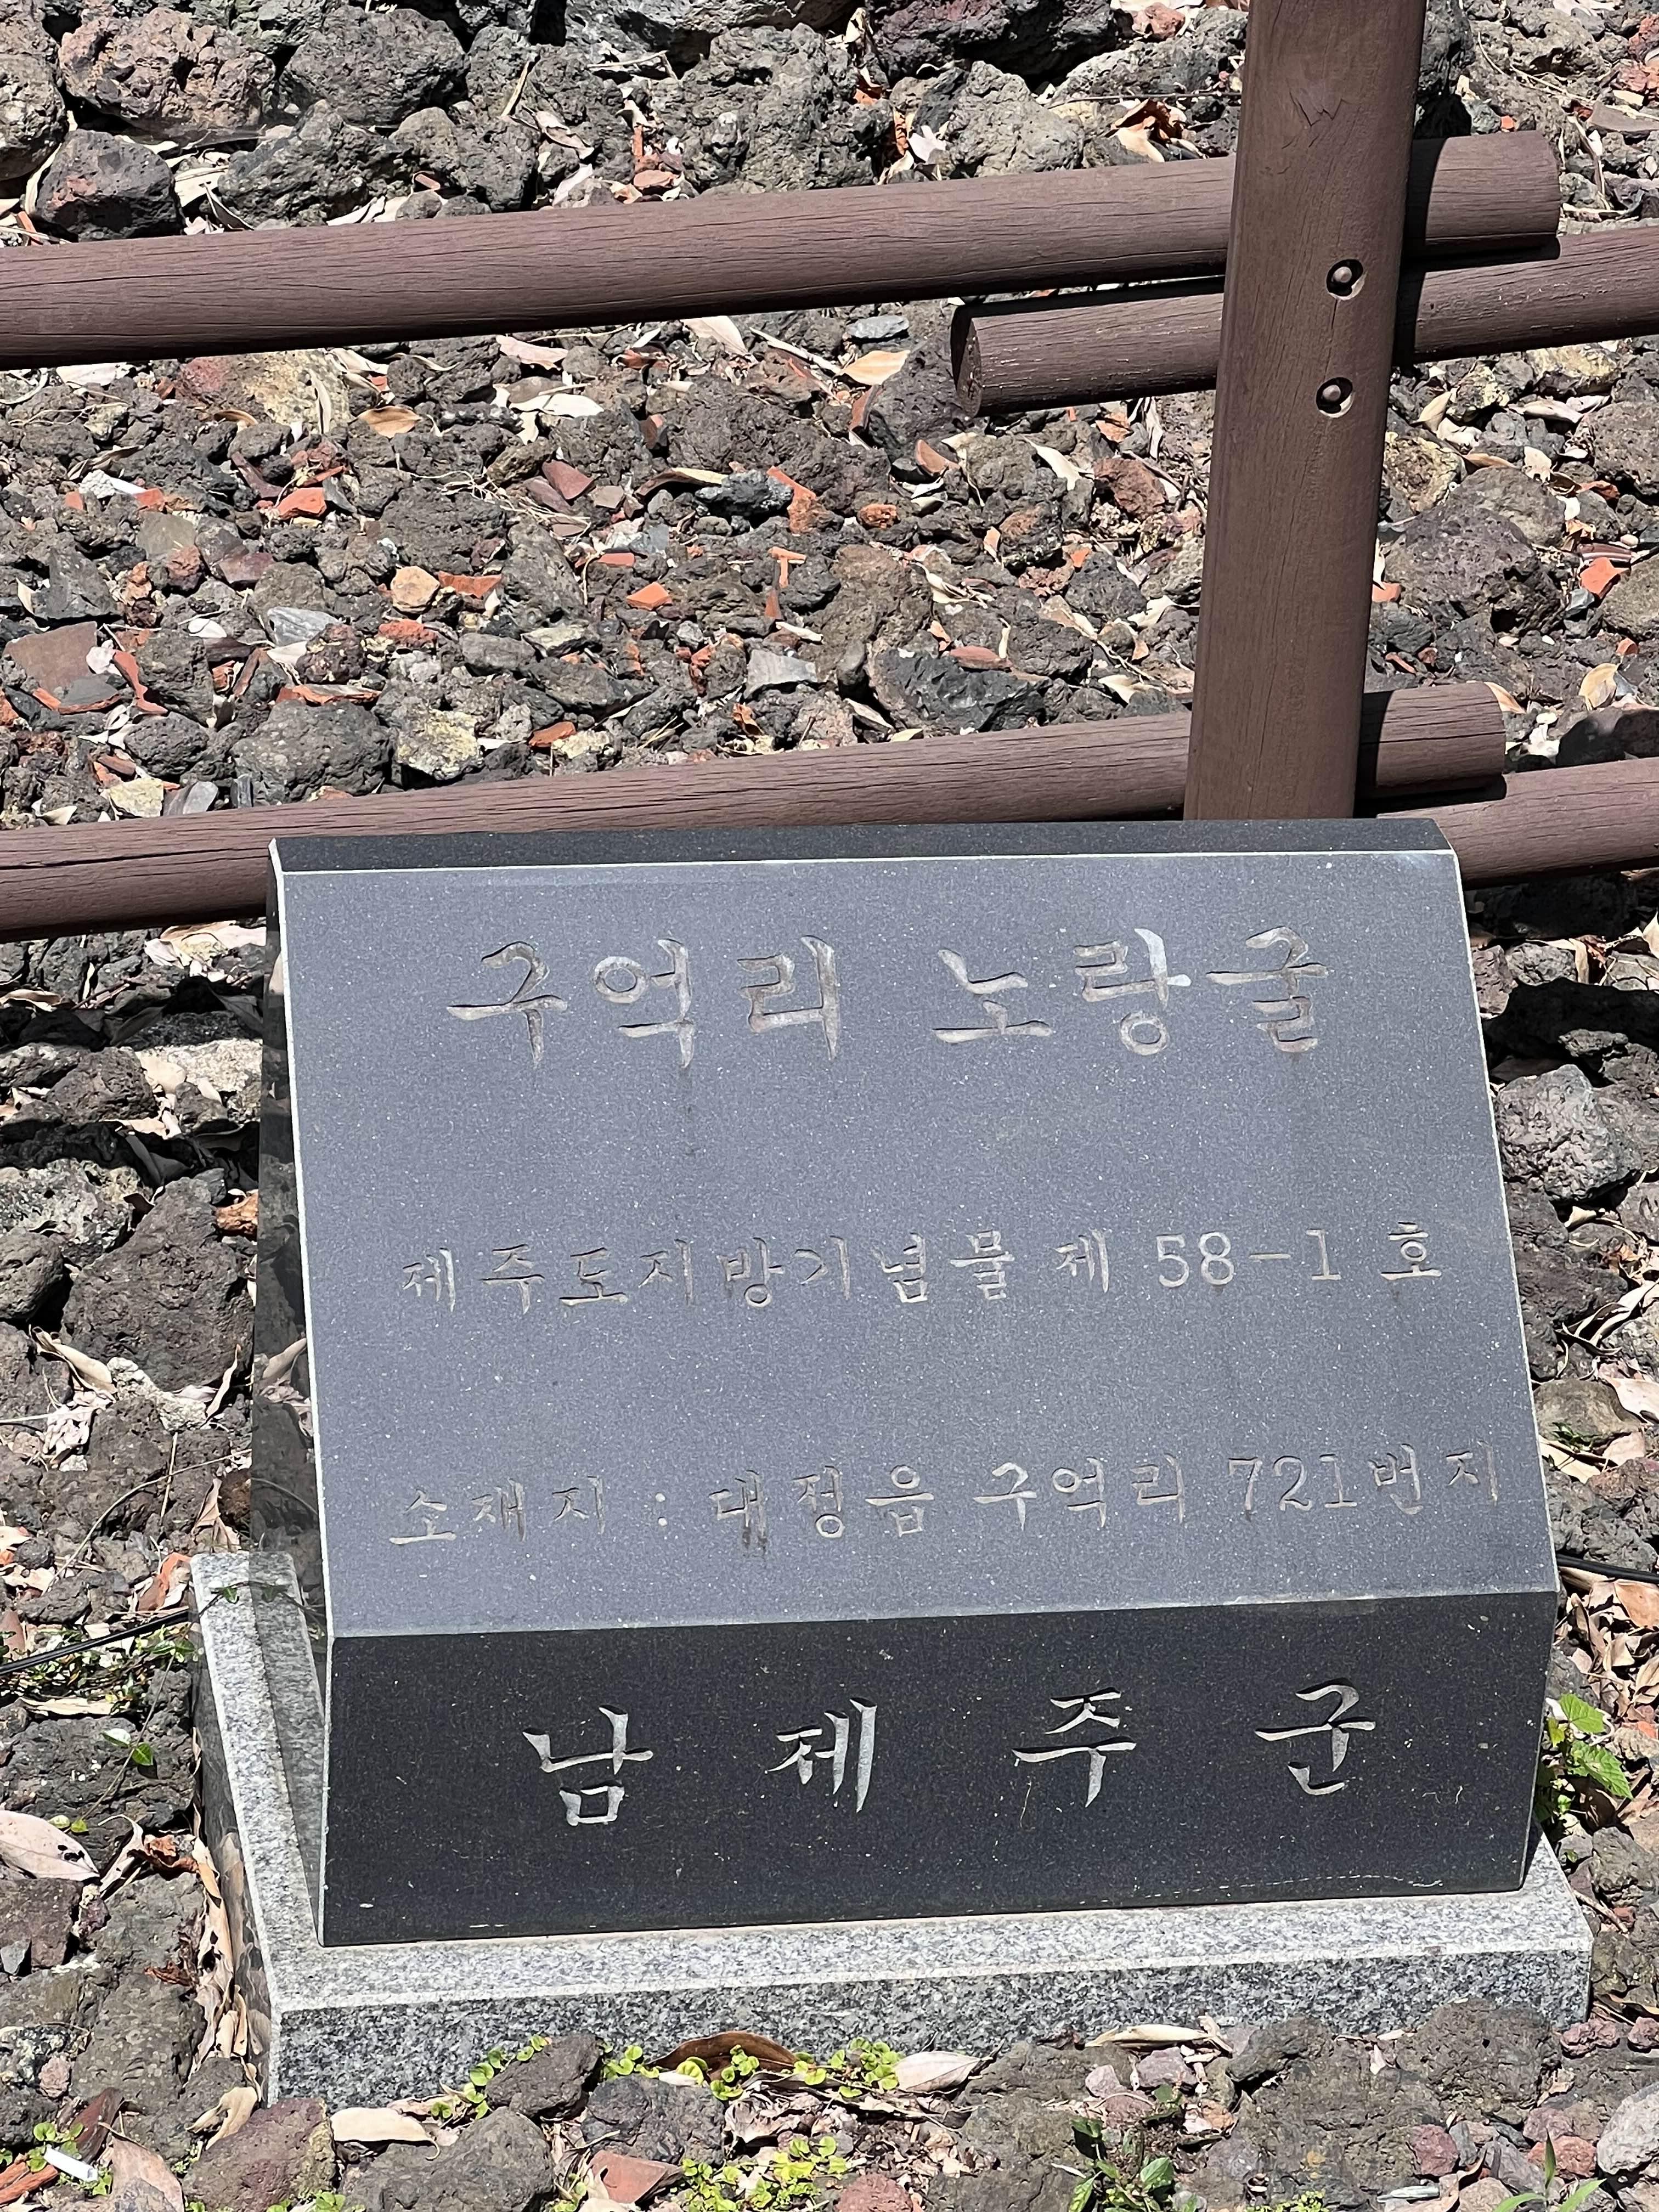 구억리 노랑굴
제주도지방기념물 제 58-1 호
소재지 : 대정읍 구억리 721번지
남 제 주 군